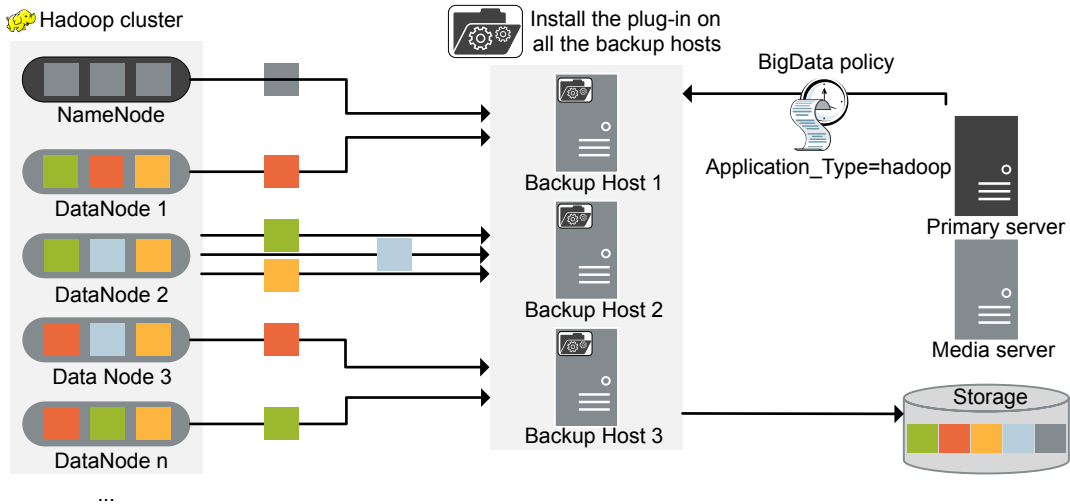 Hadoop cluster
NameNode
DataNode 1
DataNode 2
Data Node 3
DataNode n
...
Install the plug-in on
all the backup hosts
Backup Host 1
Backup Host 2
Backup Host 3
BigData policy
Application_Type=hadoop
Primary server
Media server
Storage